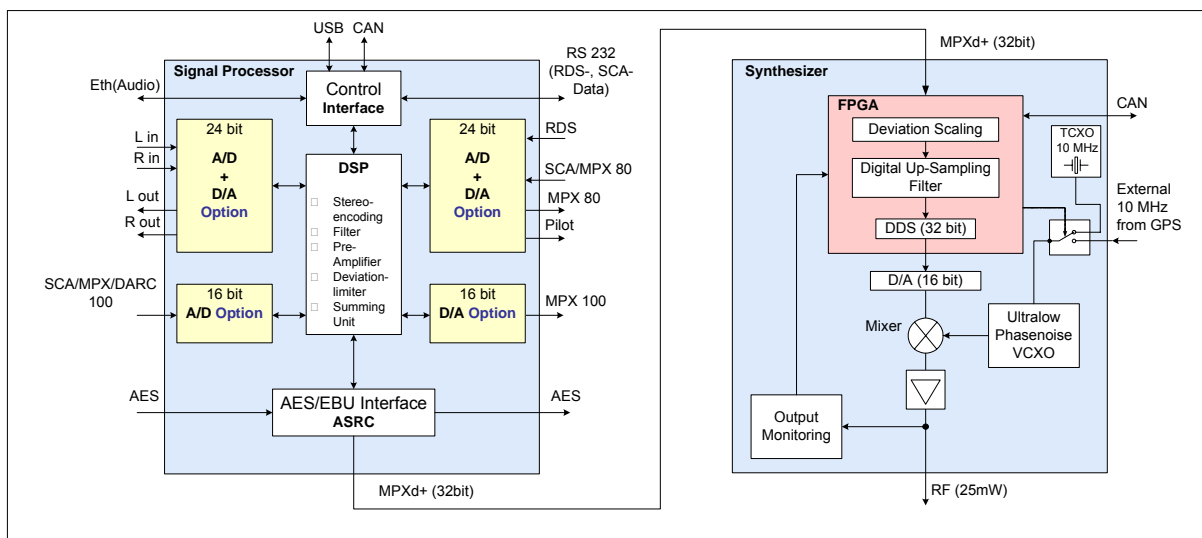 USB CAN
Signal Processor
Eth(Audio)
Control
Interface
RS 232
(RDS-, SCA-
Data)
24 bit
A/D
+
D/A
Option
L in
R in
L out
R out
DSP
Stereo-
encoding
Filter
Pre-
Amplifier
Deviation-
limiter
Summing
Unit
24 bit
A/D
+
D/A
Option
RDS
SCA/MPX 80
MPX 80
Pilot
SCA/MPX/DARC
100
16 bit
A/D Option
16 bit
D/A Option
MPX 100
AES
AES/EBU Interface
ASRC
AES
MPXd+ (32bit)
MPXd+ (32bit)
Synthesizer
FPGA
Deviation Scaling
Digital Up-Sampling
Filter
DDS (32 bit)
CAN
TCXO
10 MHz
External
10 MHz
from GPS
D/A (16 bit)
Mixer
Ultralow
Phasenoise
VCXO
Output
Monitoring
RF (25mW)